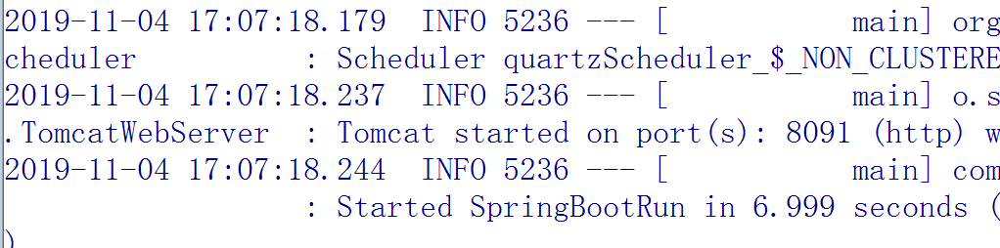 2019-11-04 17:07:18.179  INFO 5236 --- [           main] org
cheduler           : Scheduler quartzScheduler_$_NON_CLUSTERE
2019-11-04 17:07:18.237  INFO 5236 --- [           main] o.s
.TomcatWebServer  : Tomcat started on port(s): 8091 (http) w
2019-11-04 17:07:18.244  INFO 5236 --- [           main] com
                  : Started SpringBootRun in 6.999 seconds (
)